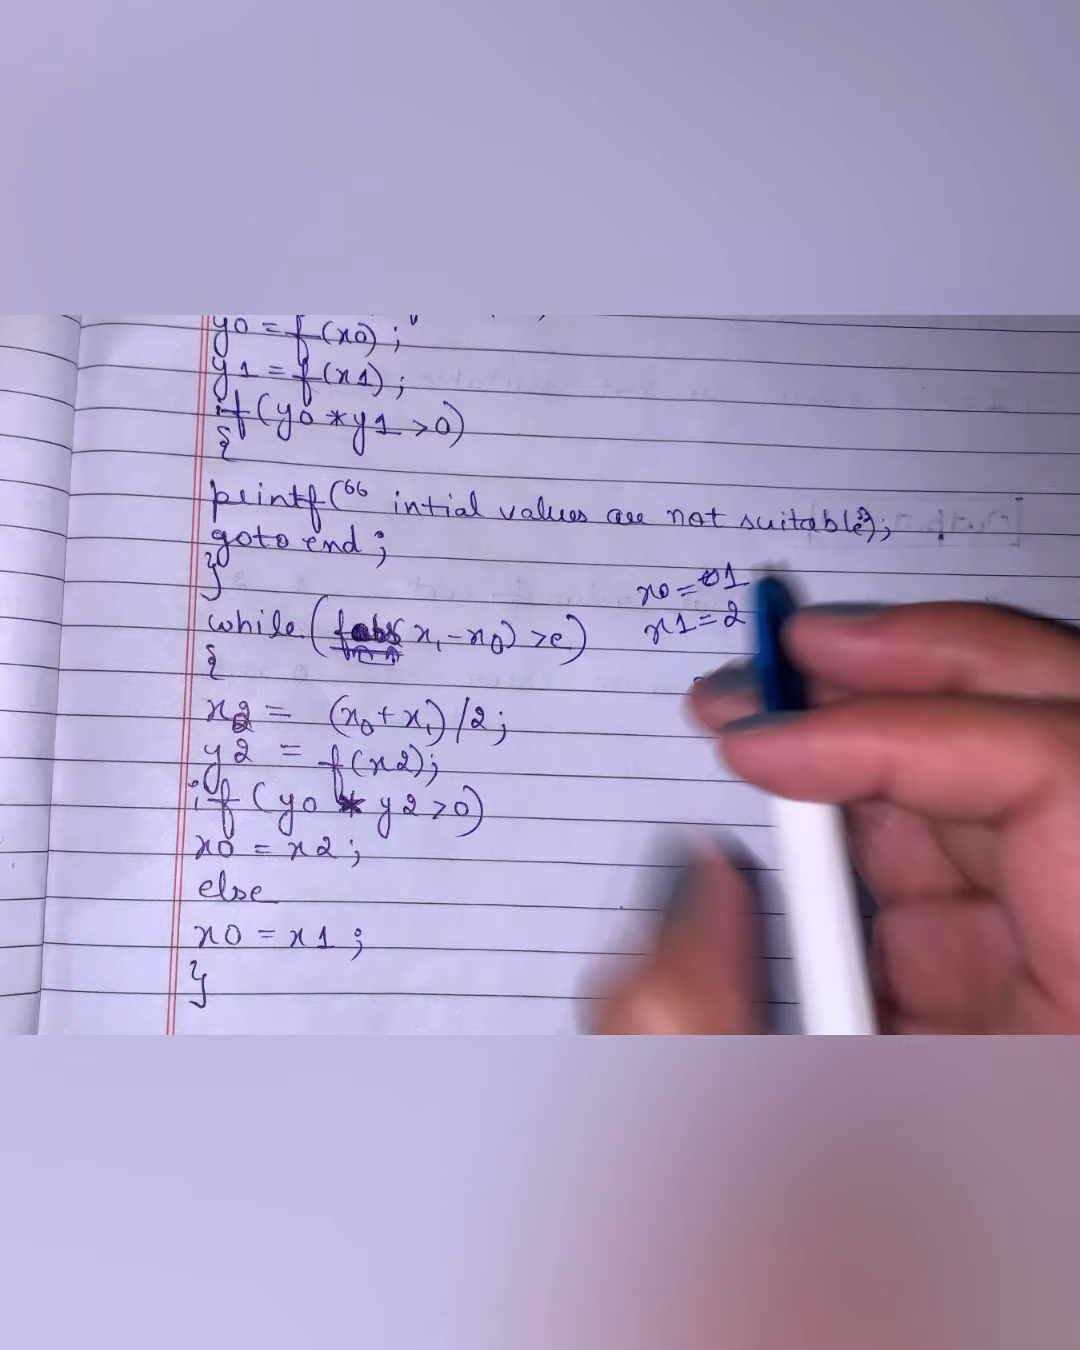 y0 = f(x0);
y1 = f(x1);
if(y0*y1>0)
{
printf(66 intial values are not suitable");
goto end;
}
x0=01
x1=2
while(fabs(x1-x0)>e)
{
x2 = (x0+x1)/2;
y2 = f(x2);
if(y0*y2>0)
x0 = x2;
else
x0 = x1;
}